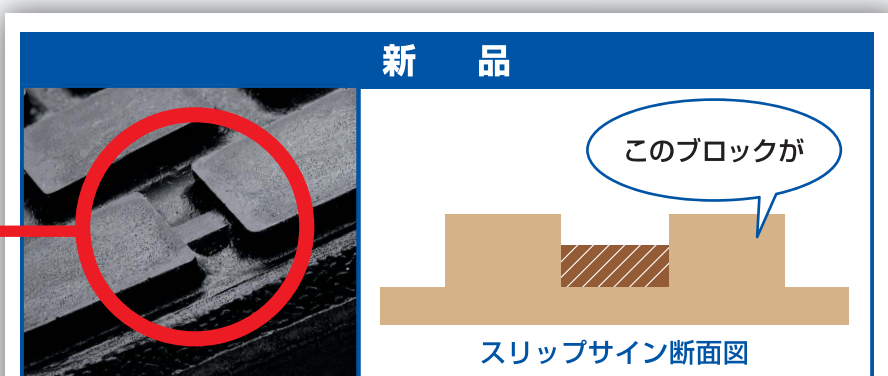 新　品
このブロックが
スリップサイン断面図